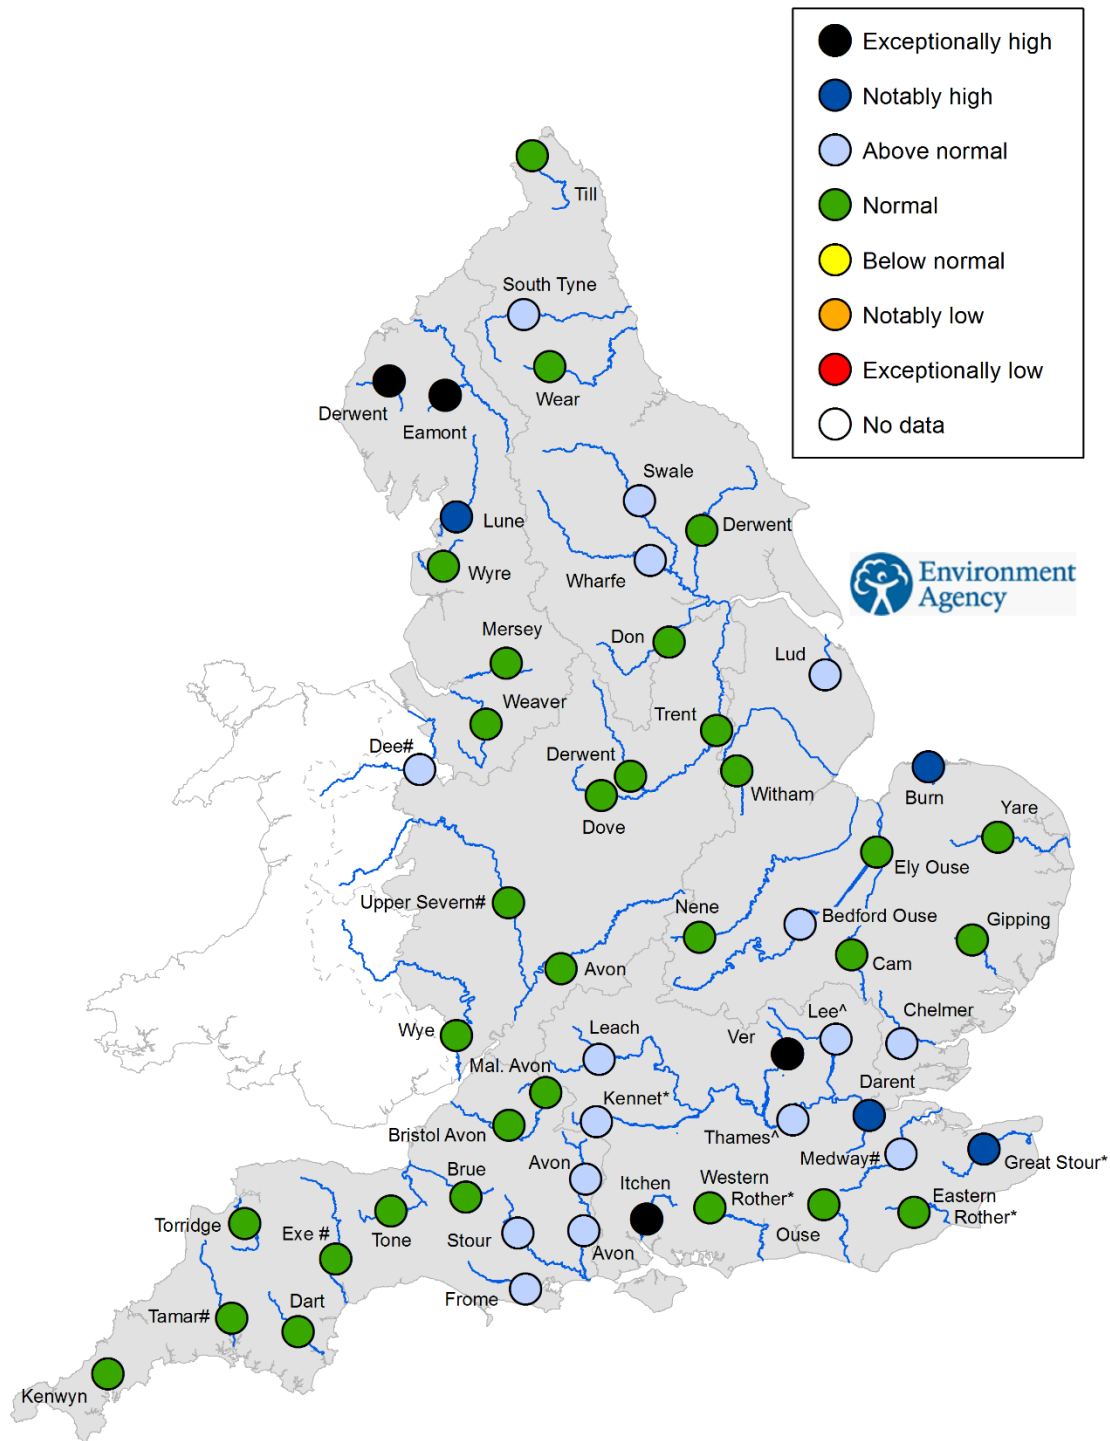 Exceptionally high
Notably high
Above normal
Normal
Below normal
Notably low
Exceptionally low
No data
Till
South Tyne
Wear
Derwent
Eamont
Swale
Lune
Derwent
Environment
Agency
Wharfe
Wyre
Mersey
Don
Lud
Weaver
Trent
Dee#
Derwent
Witham
Burn
Dove
Yare
Ely Ouse
Upper Severn#
Nene
Bedford Ouse
Gipping
Avon
Cam
Wye
Leach
Ver
Lee^
Chelmer
Mal. Avon
Kennet*
Darent
Bristol Avon
Thames^
Medway#
Great Stour*
Brue
Avon
Itchen
Western
Rother*
Eastern
Rother*
Torridge
Exe #
Tone
Stour
Avon
Ouse
Frome
Tamar#
Dart
Kenwyn